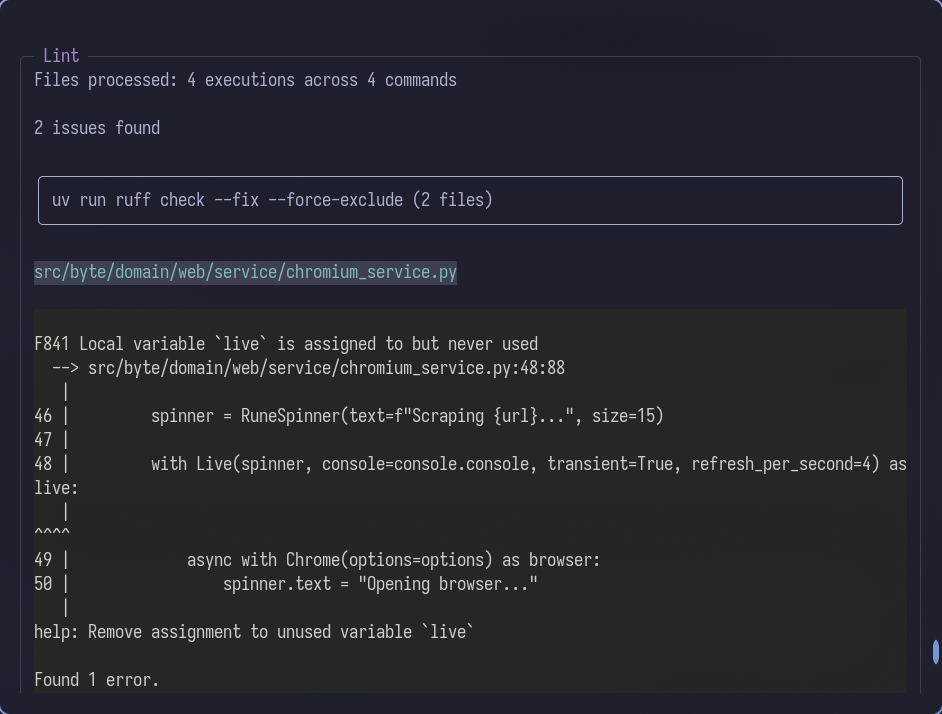 Lint
Files processed: 4 executions across 4 commands
2 issues found
uv run ruff check --fix --force-exclude (2 files)
src/byte/domain/web/service/chromium_service.py
F841 Local variable `live` is assigned to but never used
  --> src/byte/domain/web/service/chromium_service.py:48:88
   |
46 |         spinner = RuneSpinner(text=f"Scraping {url}...", size=15)
47 |
48 |         with Live(spinner, console=console.console, transient=True, refresh_per_second=4) as
live:
   |
^^^^
49 |             async with Chrome(options=options) as browser:
50 |                 spinner.text = "Opening browser..."
   |
help: Remove assignment to unused variable `live`
Found 1 error.